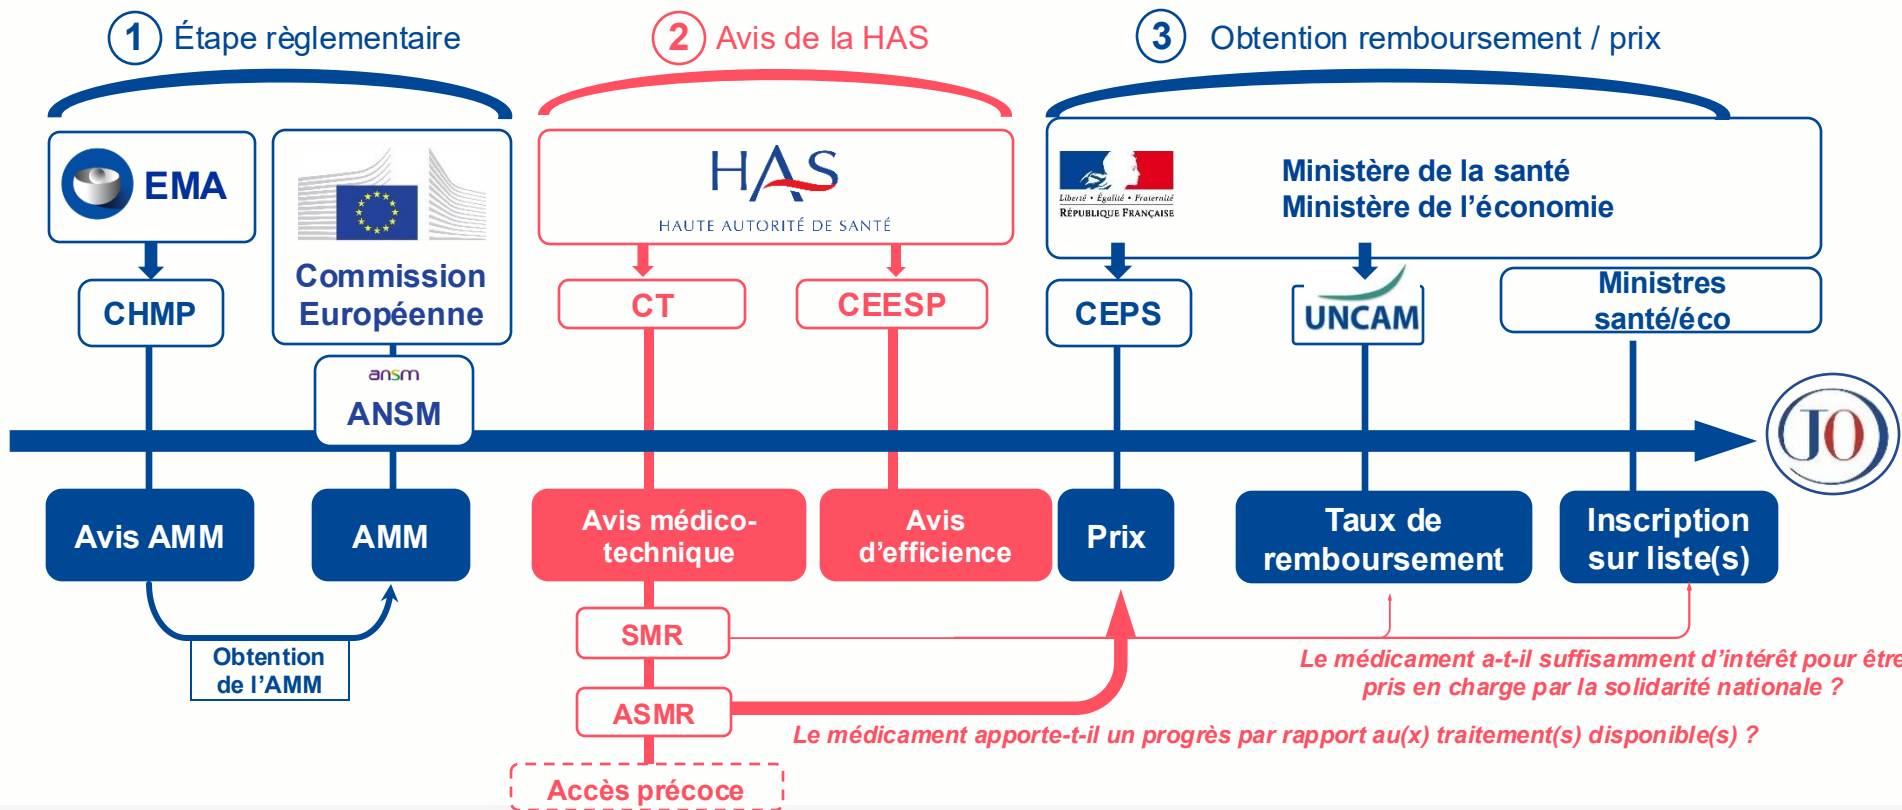 1 Étape règlementaire
2 Avis de la HAS
3 Obtention remboursement / prix
EMA
Commission
Européenne
HAS
HAUTE AUTORITÉ DE SANTÉ
Liberté • Égalité • Fraternité
RÉPUBLIQUE FRANÇAISE
Ministère de la santé
Ministère de l'économie
CHMP
ansm
ANSM
CT
CEESP
CEPS
UNCAM
Ministres
santé/éco
JO
Avis AMM
AMM
Avis médico-
technique
Avis
d'efficience
Prix
Taux de
remboursement
Inscription
sur liste(s)
Obtention
de l'AMM
SMR
Le médicament a-t-il suffisamment d'intérêt pour être
pris en charge par la solidarité nationale ?
ASMR
Le médicament apporte-t-il un progrès par rapport au(x) traitement(s) disponible(s) ?
Accès précoce